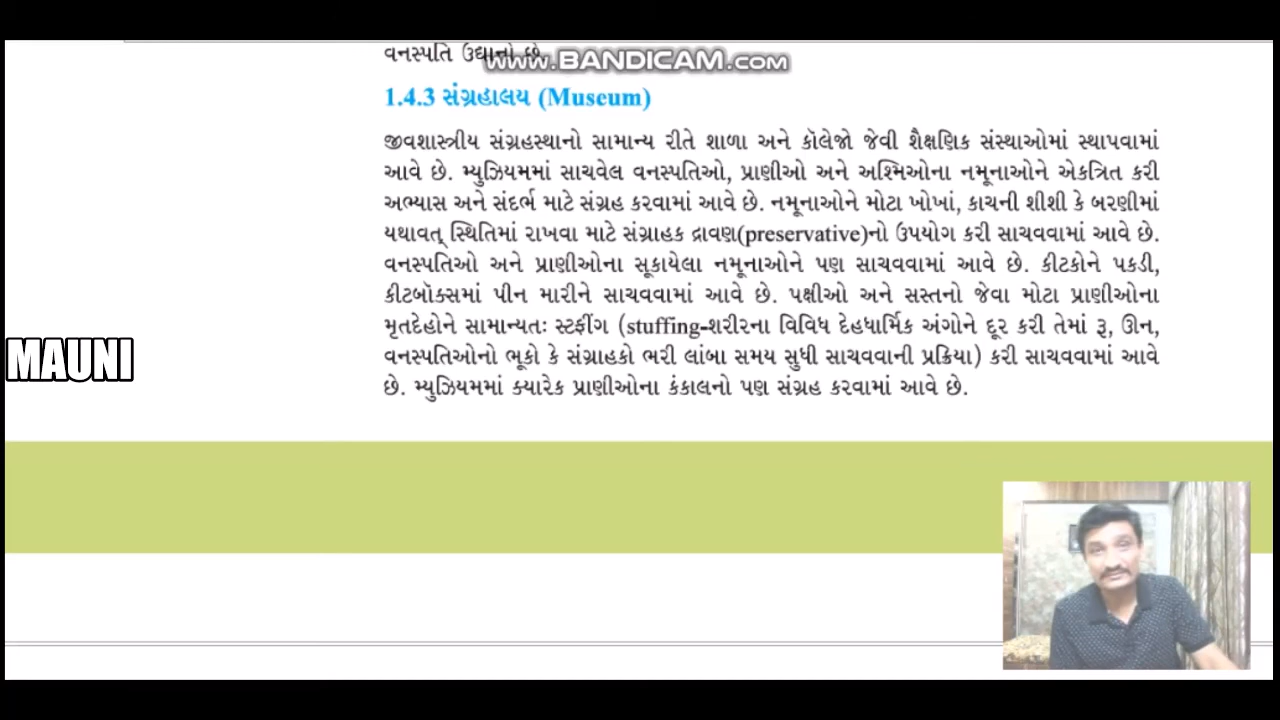 વનસ્પતિ ઉદ્યાનો છે.
www.BANDICAM.com
1.4.3 સંગ્રહાલય (Museum)
જીવશાસ્ત્રીય સંગ્રહસ્થાનો સામાન્ય રીતે શાળા અને કૉલેજો જેવી શૈક્ષણિક સંસ્થાઓમાં સ્થાપવામાં
આવે છે. મ્યુઝિયમમાં સાચવેલ વનસ્પતિઓ, પ્રાણીઓ અને અશ્મિઓના નમૂનાઓને એકત્રિત કરી
અભ્યાસ અને સંદર્ભ માટે સંગ્રહ કરવામાં આવે છે. નમૂનાઓને મોટા ખોખાં, કાચની શીશી કે બરણીમાં
યથાવત્ સ્થિતિમાં રાખવા માટે સંગ્રાહક દ્રાવણ(preservative)નો ઉપયોગ કરી સાચવવામાં આવે છે.
વનસ્પતિઓ અને પ્રાણીઓના સૂકાયેલા નમૂનાઓને પણ સાચવવામાં આવે છે. કીટકોને પકડી,
કીટબૉક્સમાં પીન મારીને સાચવવામાં આવે છે. પક્ષીઓ અને સસ્તનો જેવા મોટા પ્રાણીઓના
મૃતદેહોને સામાન્યતઃ સ્ટફીંગ (stuffing-શરીરના વિવિધ દેહધાર્મિક અંગોને દૂર કરી તેમાં રૂ, ઊન,
વનસ્પતિઓનો ભૂકો કે સંગ્રાહકો ભરી લાંબા સમય સુધી સાચવવાની પ્રક્રિયા) કરી સાચવવામાં આવે
છે. મ્યુઝિયમમાં ક્યારેક પ્રાણીઓના કંકાલનો પણ સંગ્રહ કરવામાં આવે છે.
MAUNI